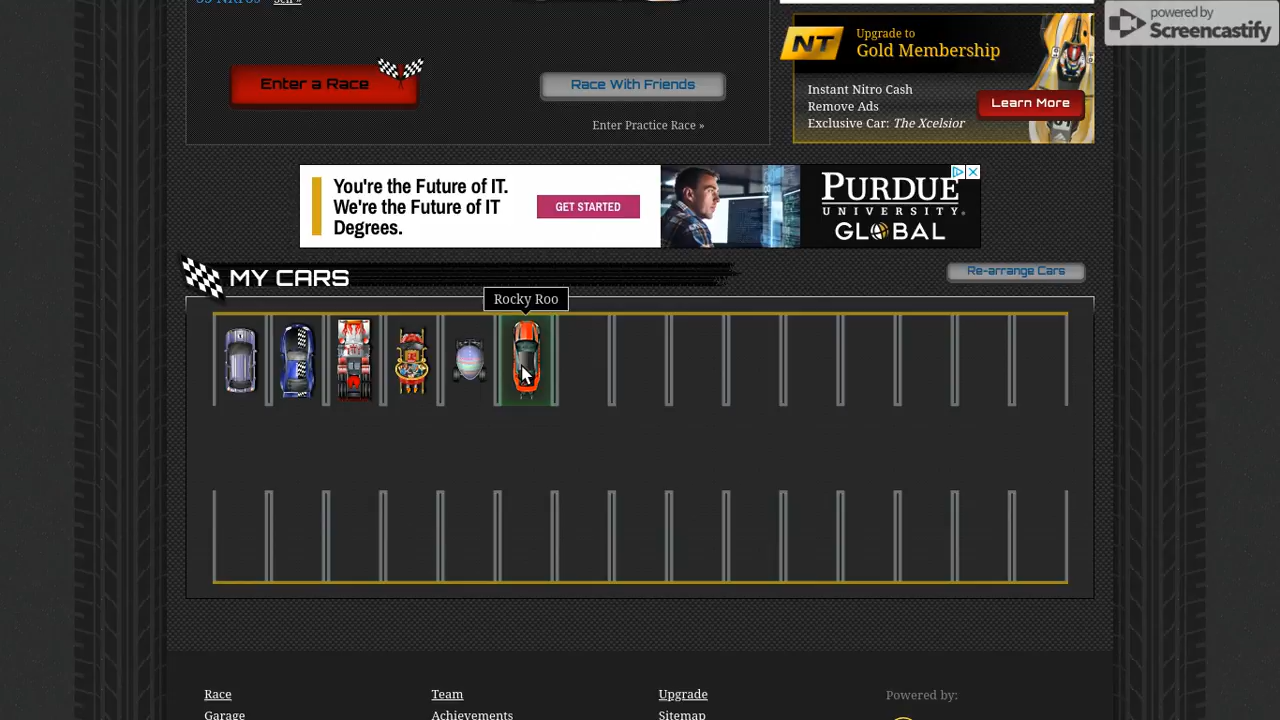 Sell »
powered by
Screencastify
NT
Upgrade to
Gold Membership
Enter a Race
Race With Friends
Instant Nitro Cash
Remove Ads
Exclusive Car: The Xcelsior
Learn More
Enter Practice Race »
You're the Future of IT.
We're the Future of IT
Degrees.
GET STARTED
PURDUE
UNIVERSITY
GLOBAL
MY CARS
Re-arrange Cars
Rocky Roo
Race
Team
Upgrade
Powered by:
Garage
Achievements
Sitemap